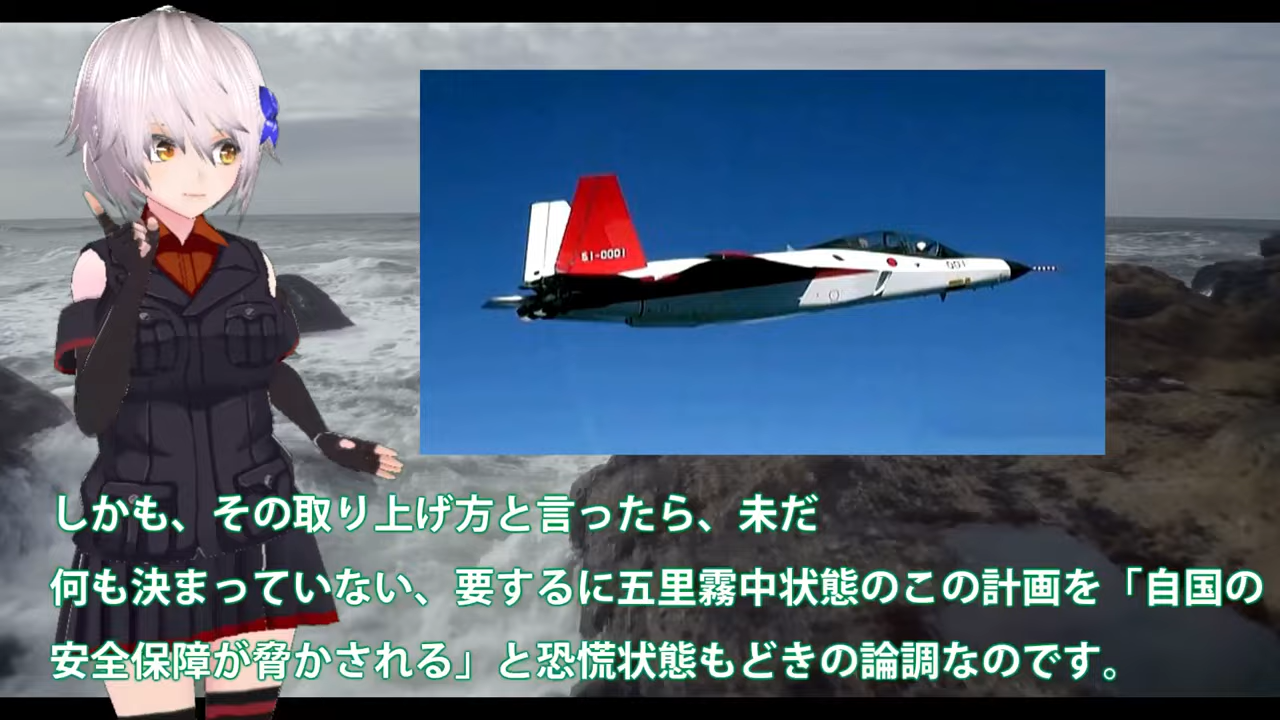 51-0001
001
しかも、その取り上げ方と言ったら、未だ
何も決まっていない、要するに五里霧中状態のこの計画を「自国の
安全保障が脅かされる」と恐慌状態もどきの論調なのです。